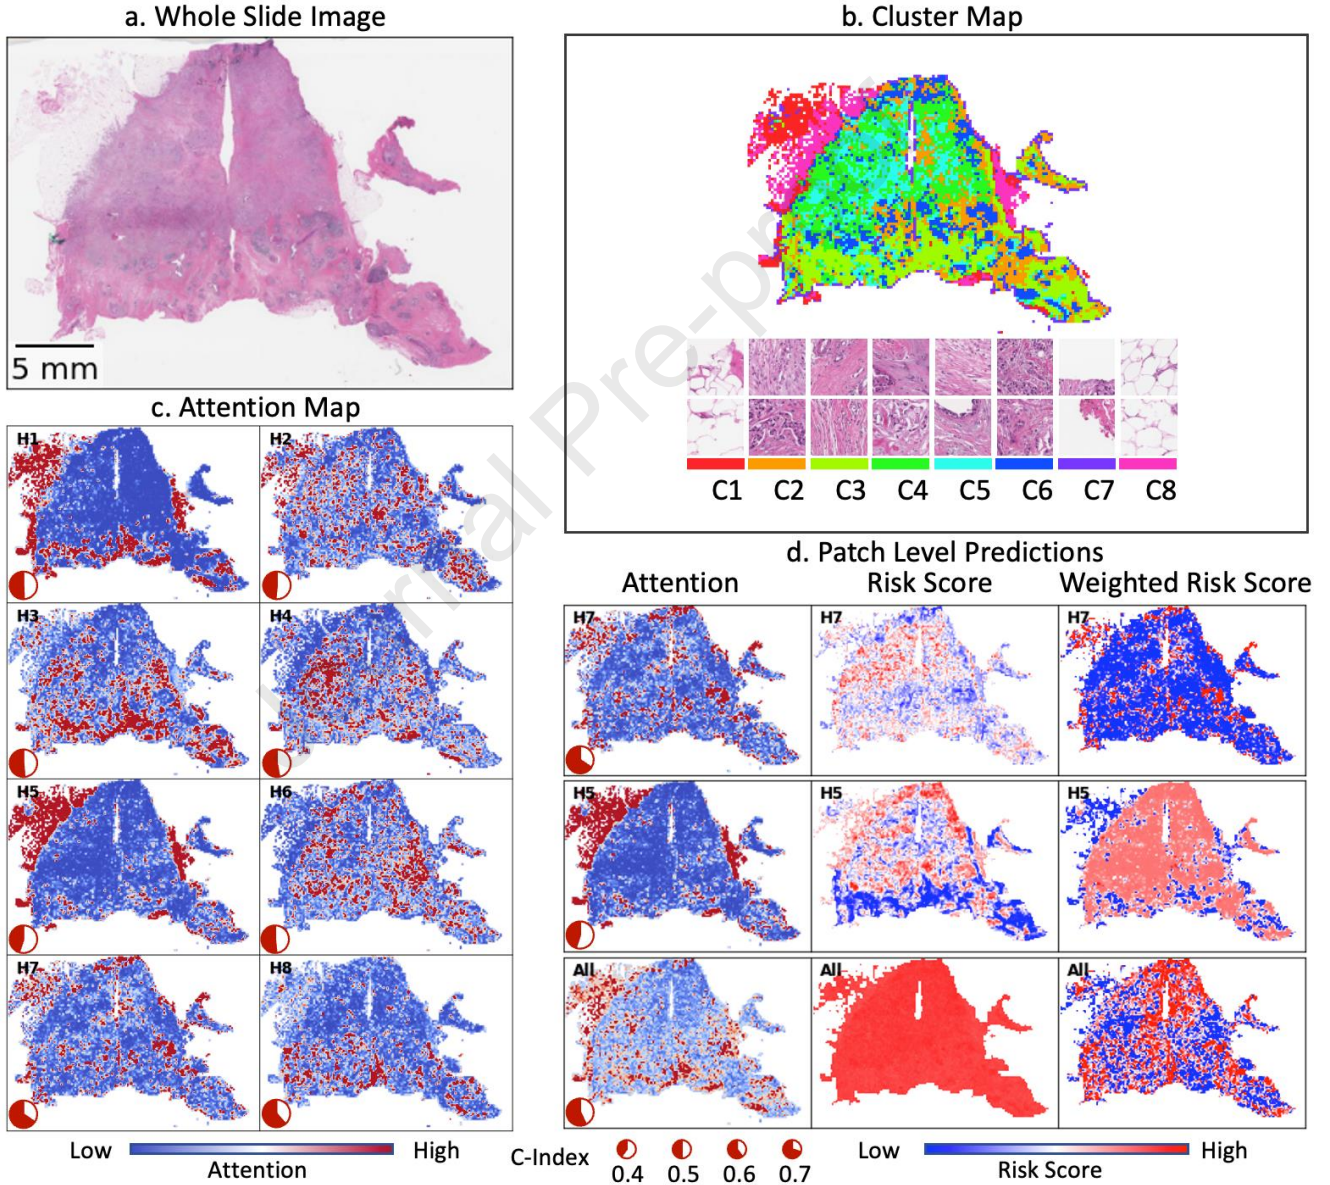 a. Whole Slide Image
5 mm
b. Cluster Map
C1 C2 C3 C4 C5 C6 C7 C8
c. Attention Map
H1 H2
H3 H4
H5 H6
H7 H8
Low High
Attention
d. Patch Level Predictions
Attention Risk Score Weighted Risk Score
H7 H7 H7
H5 H5 H5
All All All
C-Index
0.4 0.5 0.6 0.7
Low High
Risk Score
Journal Pre-proof